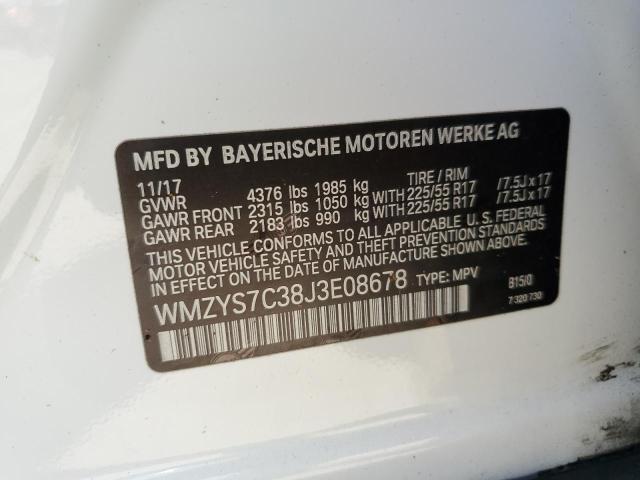 MFD BY BAYERISCHE MOTOREN WERKE AG
11/17 TIRE / RIM
GVWR 4376 lbs 1985 kg
GAWR FRONT 2315 lbs 1050 kg WITH 225/55 R17 /7.5J x 17
GAWR REAR 2183 lbs 990 kg WITH 225/55 R17 /7.5J x 17
THIS VEHICLE CONFORMS TO ALL APPLICABLE U.S. FEDERAL
MOTOR VEHICLE SAFETY AND THEFT PREVENTION STANDARDS
IN EFFECT ON THE DATE OF MANUFACTURE SHOWN ABOVE.
WMZYS7C38J3E08678 TYPE: MPV B15/0
7 320 730